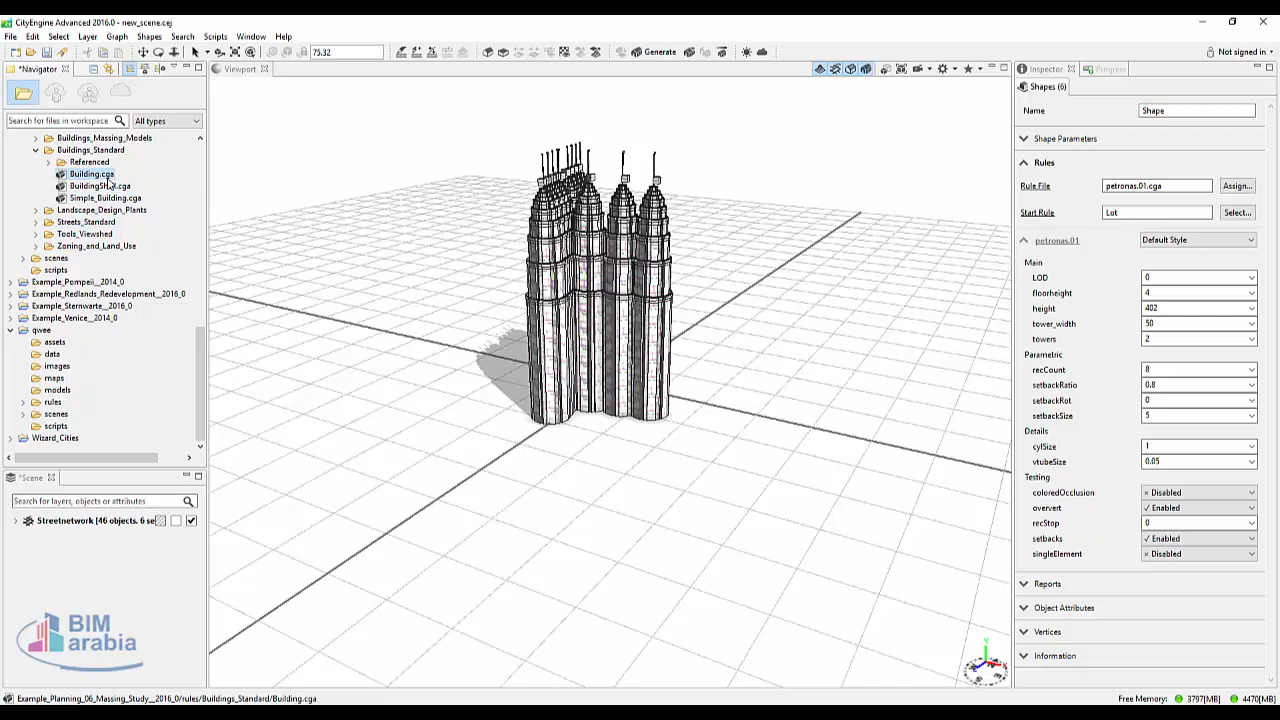 CityEngine Advanced 2016.0 - new_scene.cej
File Edit Select Layer Graph Shapes Search Scripts Window Help
75.32
Generate
Not signed in
*Navigator
Viewport
Inspector
Progress
Shapes (6)
Search for files in workspace
All types
Name
Shape
Buildings_Massing_Models
Buildings_Standard
Referenced
Building.cga
Simple_Building.cga
Landscape_Design_Plants
Streets_Standard
Tools_Viewshed
Zoning_and_Land_Use
scenes
scripts
Example_Pompeii__2014_0
Example_Redlands_Redevelopment__2016_0
Example_Sternwarte__2016_0
Example_Venice__2014_0
qwee
assets
data
images
maps
models
rules
scenes
scripts
Wizard_Cities
Shape Parameters
Rules
Rule File petronas.01.cga Assign...
Start Rule Lot Select...
petronas.01 Default Style
Main
LOD 0
floorheight 4
height 402
tower_width 50
towers 2
Parametric
recCount 8
setbackRatio 0.8
setbackRot 0
setbackSize 5
Details
cylSize 1
vtubeSize 0.05
Testing
coloredOcclusion × Disabled
oververt ✓ Enabled
recStop 0
setbacks ✓ Enabled
singleElement × Disabled
Reports
Object Attributes
Vertices
Information
*Scene
Search for layers, objects or attributes
Streetnetwork [46 objects, 6 se
BIM
arabia
Y
Example_Planning_06_Massing_Study__2016_0/rules/Buildings_Standard/Building.cga
Free Memory: 3797[MB] 4470[MB]